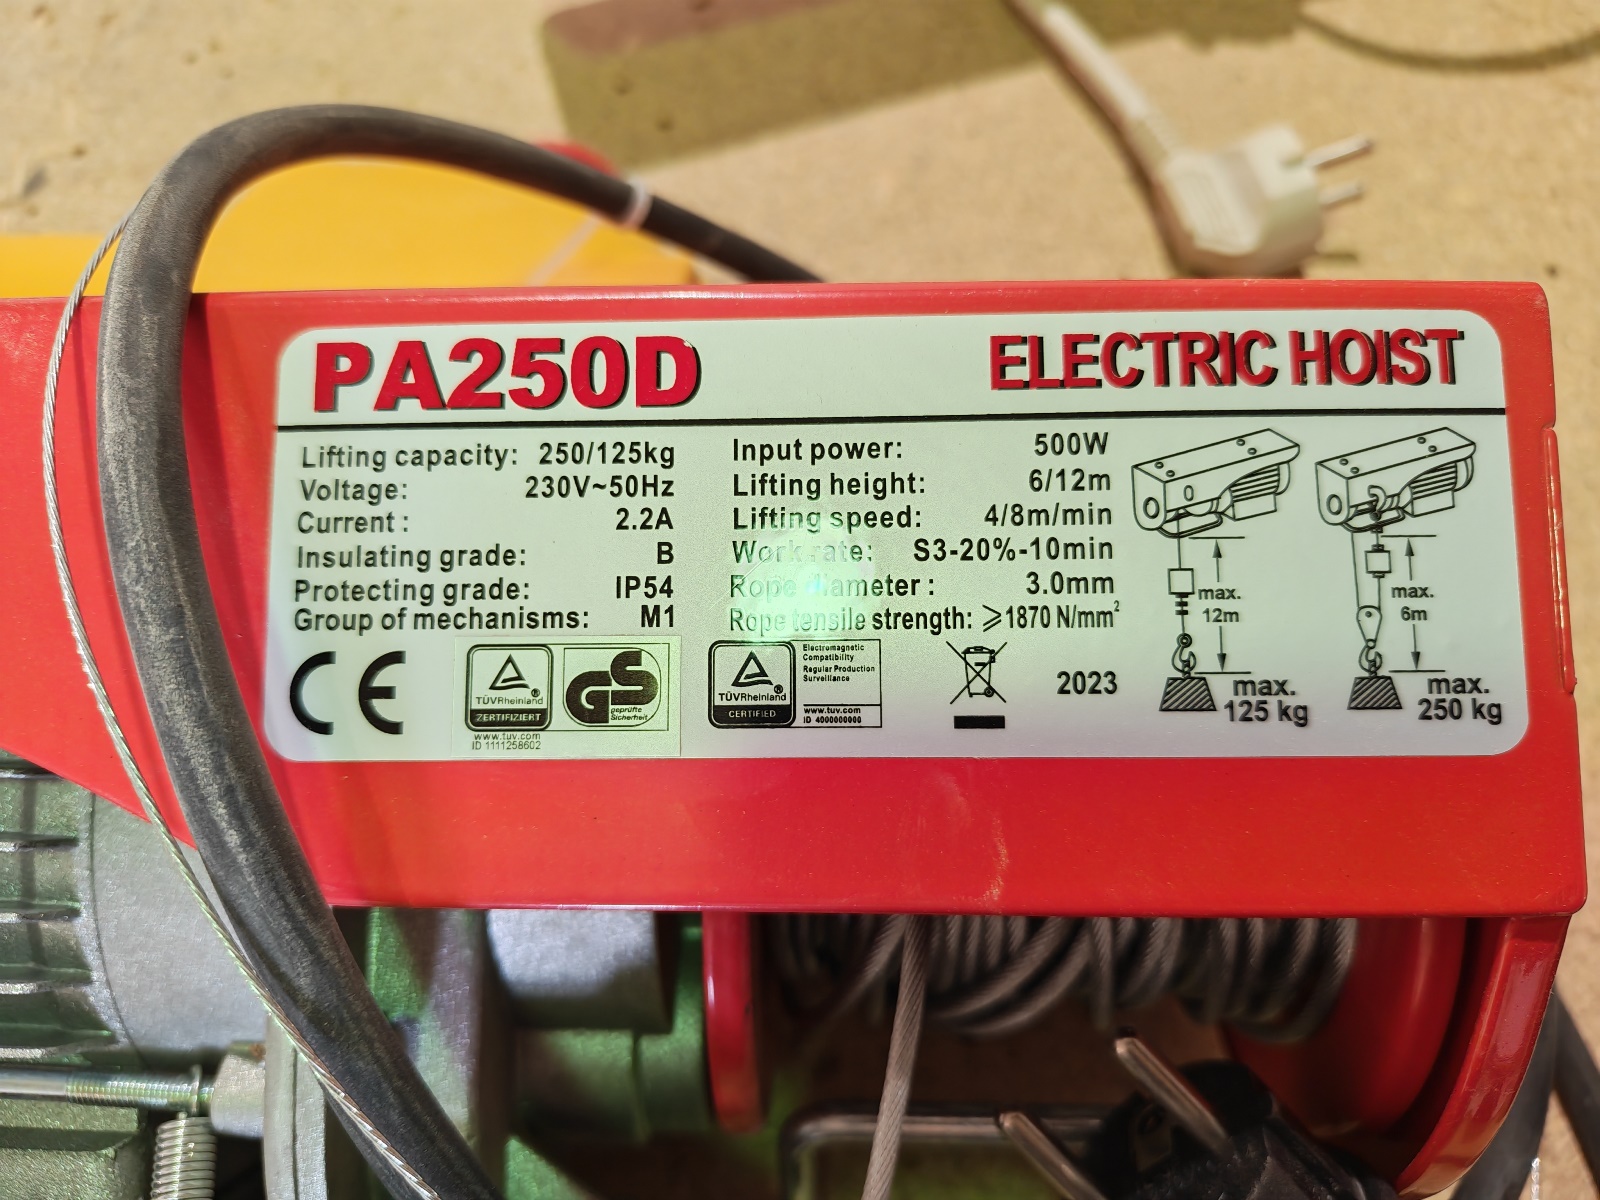 PA250D
ELECTRIC HOIST
Lifting capacity: 250/125kg
Voltage: 230V~50Hz
Current : 2.2A
Insulating grade: B
Protecting grade: IP54
Group of mechanisms: M1
Input power: 500W
Lifting height: 6/12m
Lifting speed: 4/8m/min
Work rate: S3-20%-10min
Rope diameter : 3.0mm
Rope tensile strength: ⩾1870 N/mm²
max.
12m
max.
125 kg
max.
6m
max.
250 kg
CE
TÜVRheinland®
ZERTIFIZIERT
GS
geprüfte
Sicherheit
www.tuv.com
ID 1111258602
TÜVRheinland®
CERTIFIED
Electromagnetic
Compatibility
Regular Production
Surveillance
www.tuv.com
ID 4000000000
2023